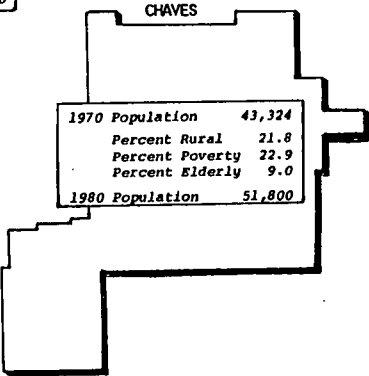 CHAVES
1970 Population 43,324
Percent Rural 21.8
Percent Poverty 22.9
Percent Elderly 9.0
1980 Population 51,800